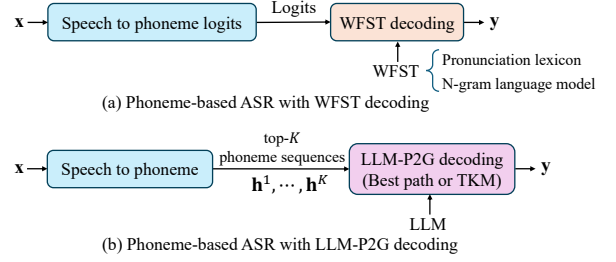 x
Speech to phoneme logits
Logits
WFST decoding
y
WFST
Pronunciation lexicon
N-gram language model
(a) Phoneme-based ASR with WFST decoding
x
Speech to phoneme
top-K
phoneme sequences
h¹, ⋯, hᴷ
LLM-P2G decoding
(Best path or TKM)
y
LLM
(b) Phoneme-based ASR with LLM-P2G decoding